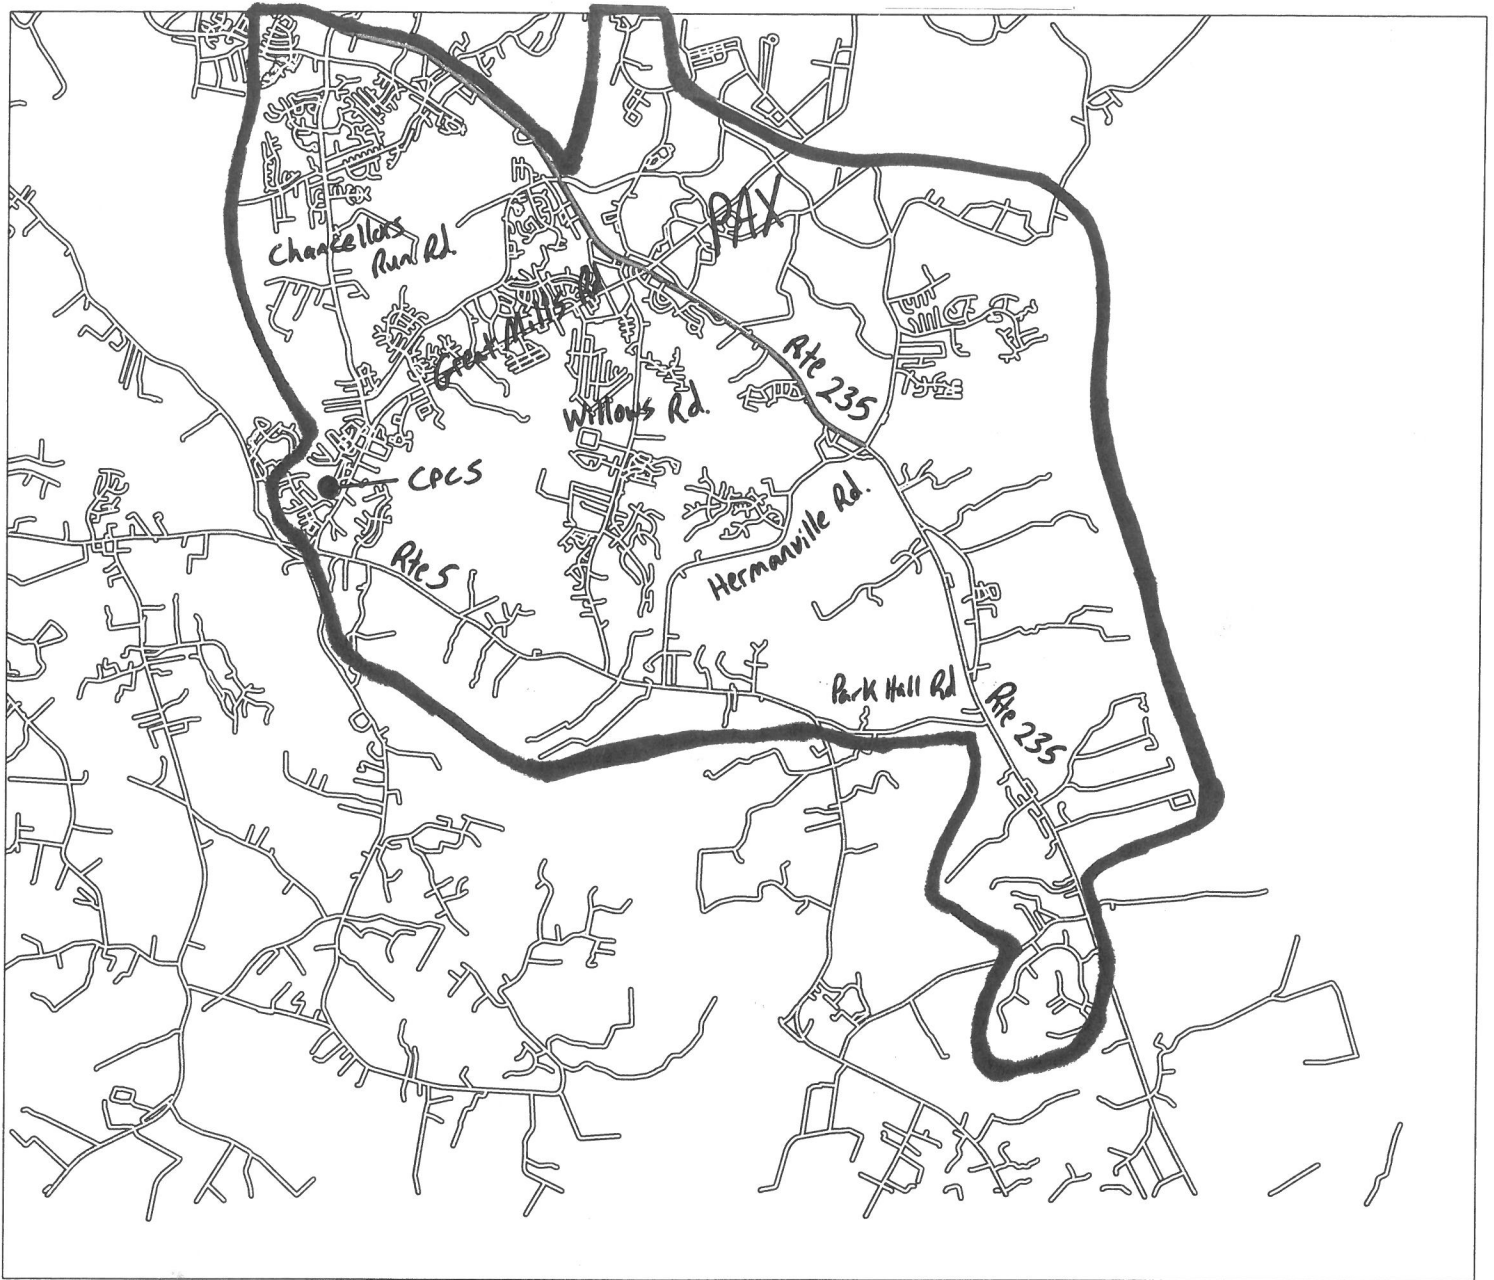 PAX
Chancellors
Run Rd.
Great Mills Rd
Rte 235
Willows Rd.
CPCS
Hermanville Rd.
Rte 5
Park Hall Rd
Rte 235